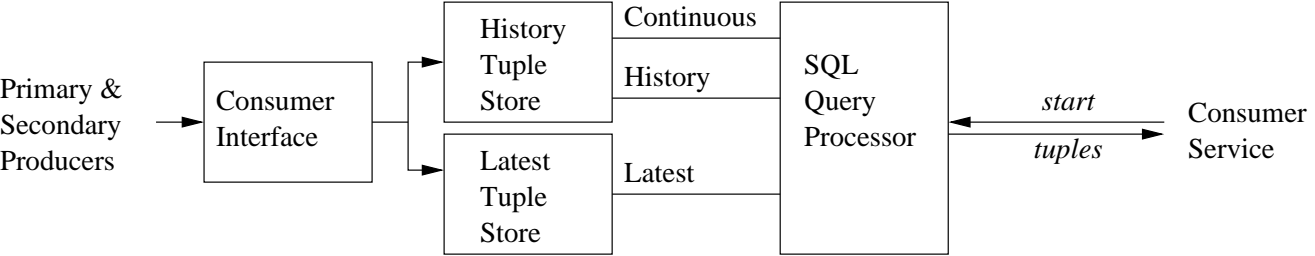 Primary &
Secondary
Producers
Consumer
Interface
History
Tuple
Store
Latest
Tuple
Store
Continuous
History
Latest
SQL
Query
Processor
start
tuples
Consumer
Service